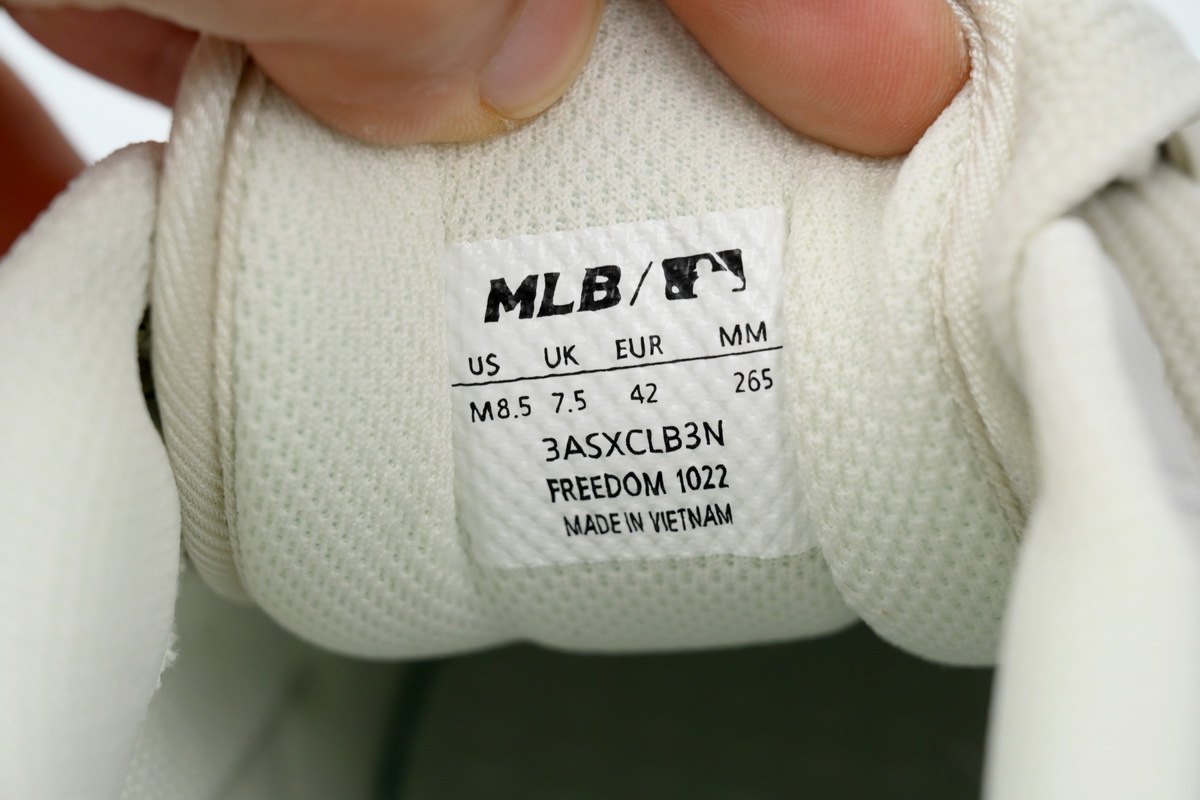 MLB/
US UK EUR MM
M8.5 7.5 42 265
3ASXCLB3N
FREEDOM 1022
MADE IN VIETNAM